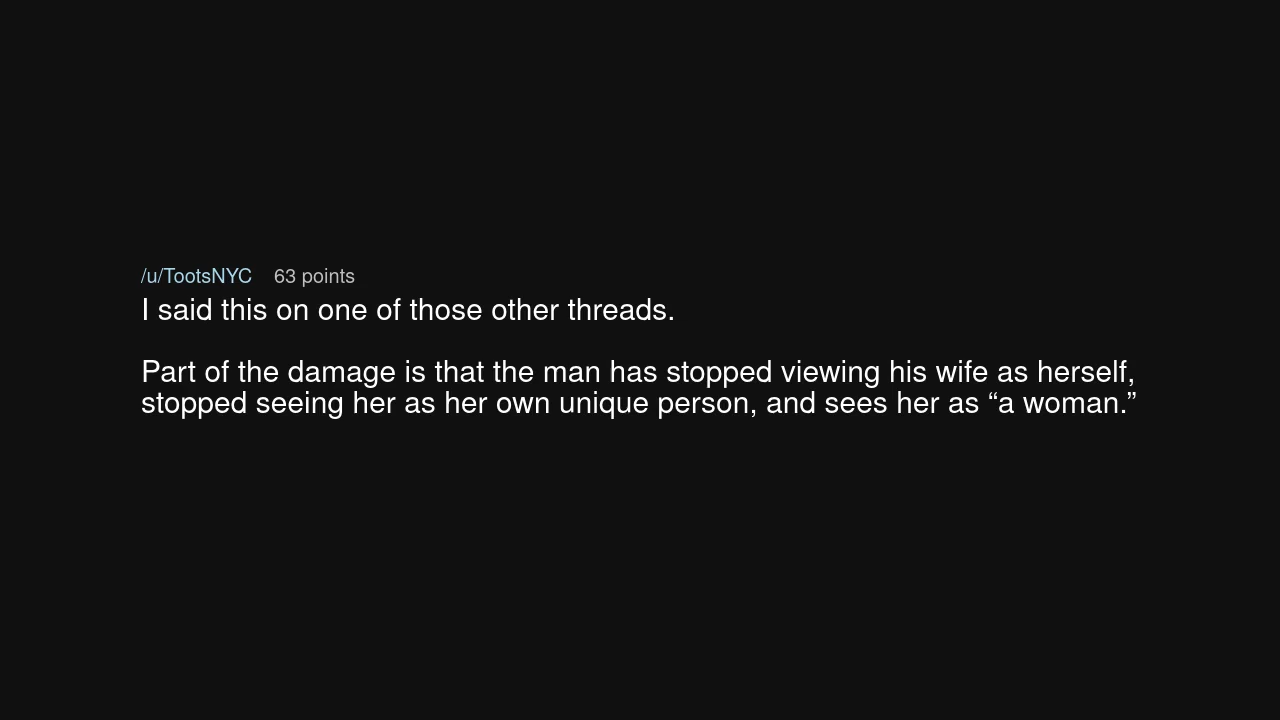 /u/TootsNYC 63 points
I said this on one of those other threads.
Part of the damage is that the man has stopped viewing his wife as herself,
stopped seeing her as her own unique person, and sees her as “a woman.”